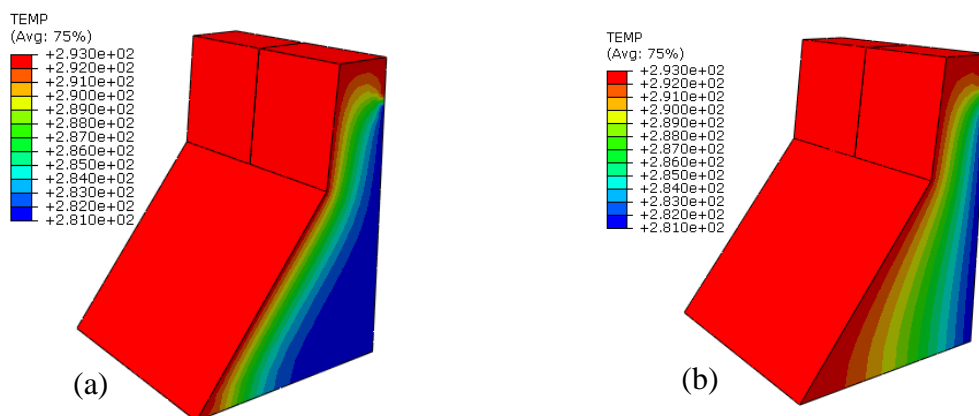 TEMP
(Avg: 75%)
+2.930e+02
+2.920e+02
+2.910e+02
+2.900e+02
+2.890e+02
+2.880e+02
+2.870e+02
+2.860e+02
+2.850e+02
+2.840e+02
+2.830e+02
+2.820e+02
+2.810e+02
(a)
TEMP
(Avg: 75%)
+2.930e+02
+2.920e+02
+2.910e+02
+2.900e+02
+2.890e+02
+2.880e+02
+2.870e+02
+2.860e+02
+2.850e+02
+2.840e+02
+2.830e+02
+2.820e+02
+2.810e+02
(b)